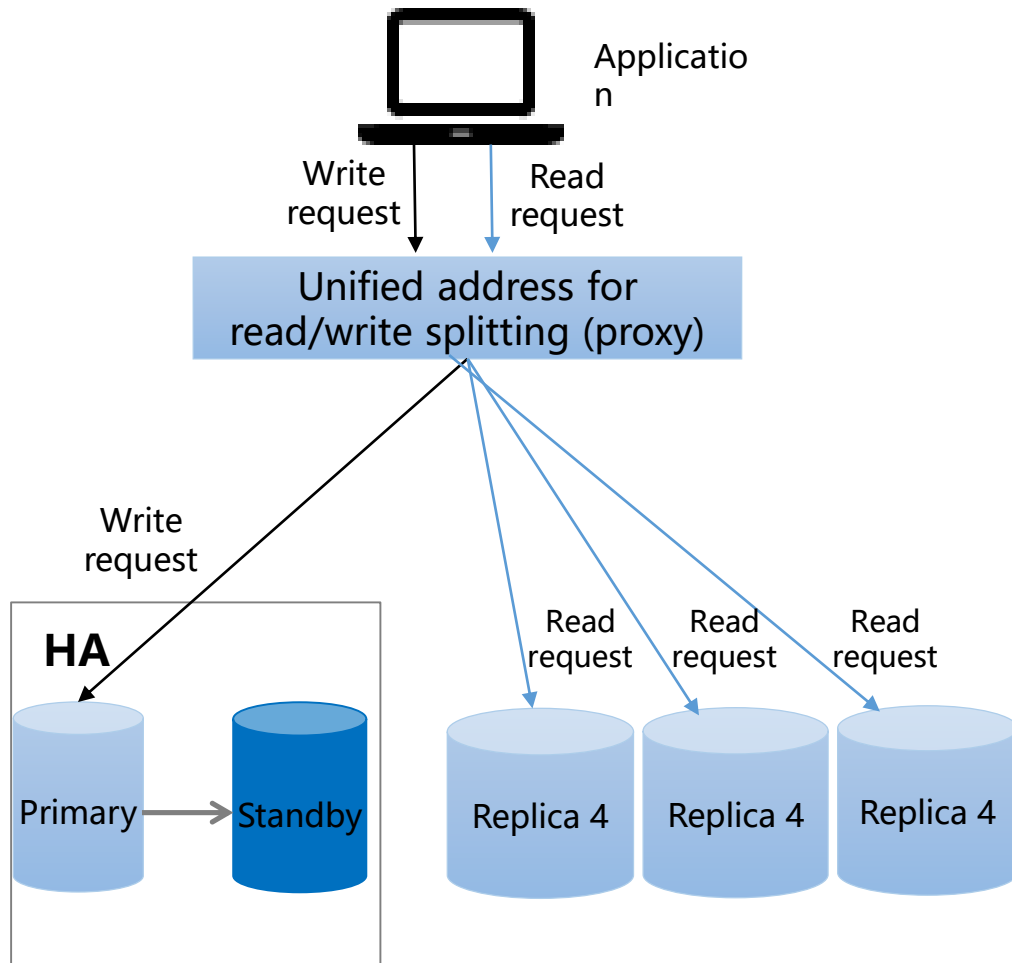 Applicatio
n
Write
request
Read
request
Unified address for
read/write splitting (proxy)
Write
request
HA
Read
request
Read
request
Read
request
Primary
Standby
Replica 4
Replica 4
Replica 4